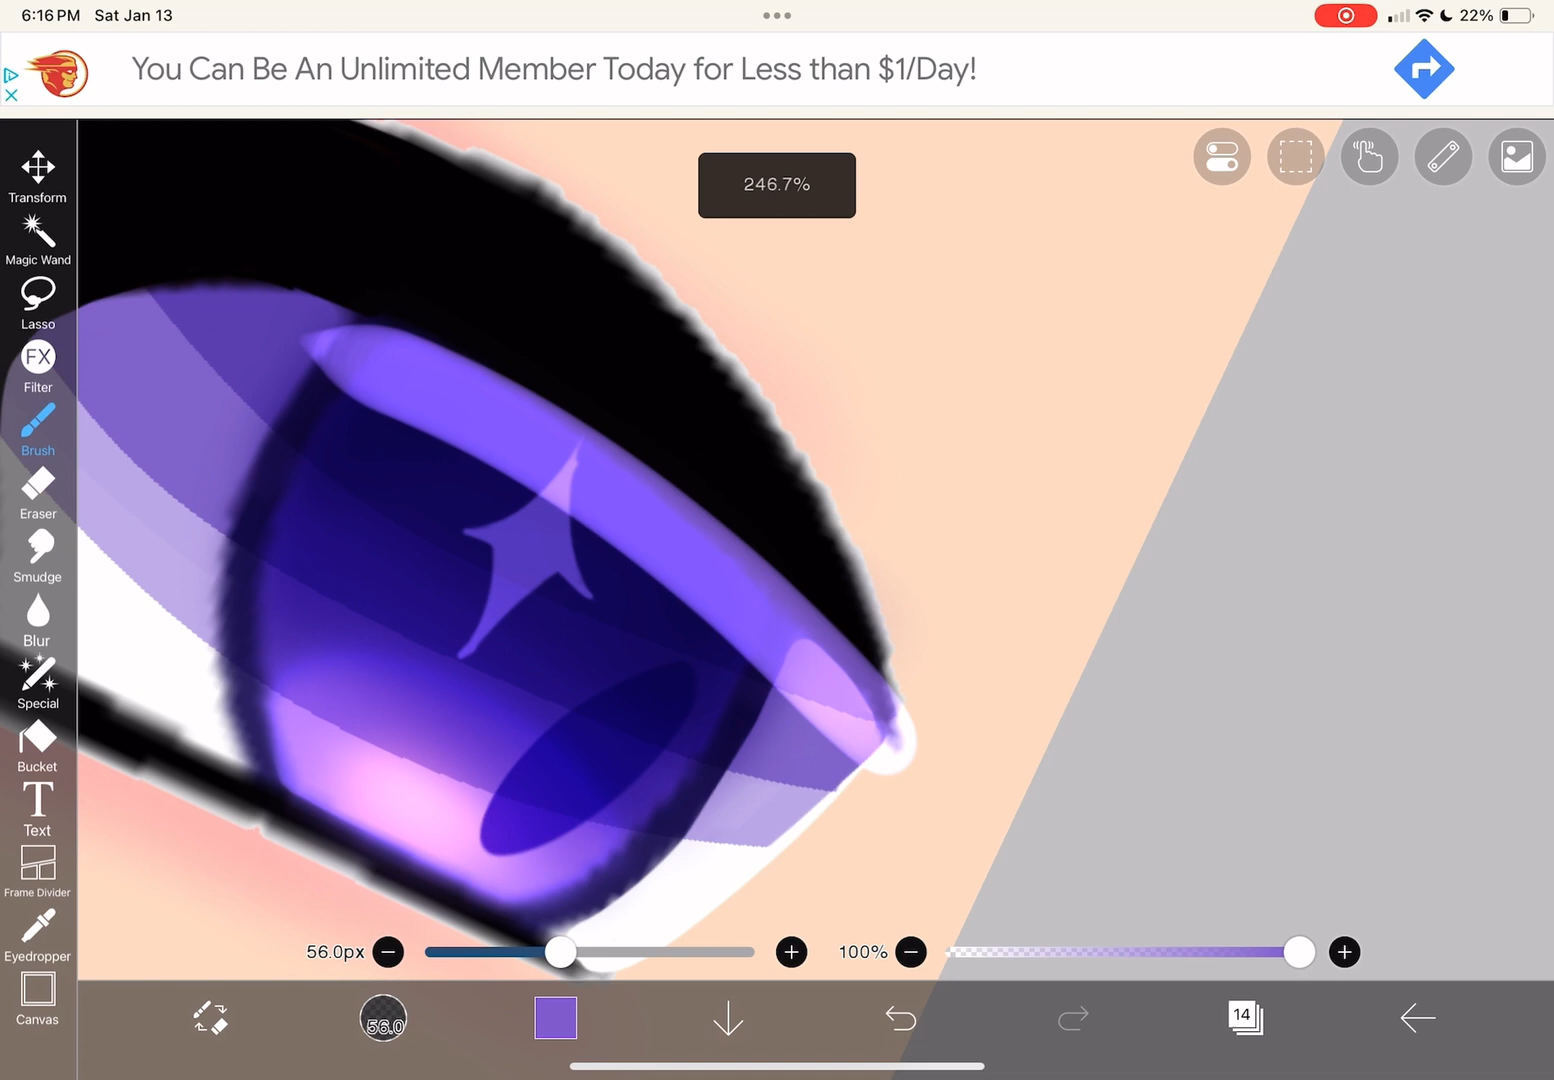 6:16 PM Sat Jan 13
22%
You Can Be An Unlimited Member Today for Less than $1/Day!
246.7%
Transform
Magic Wand
Lasso
FX
Filter
Brush
Eraser
Smudge
Blur
Special
Bucket
T
Text
Frame Divider
Eyedropper
Canvas
56.0px
100%
56.0
14